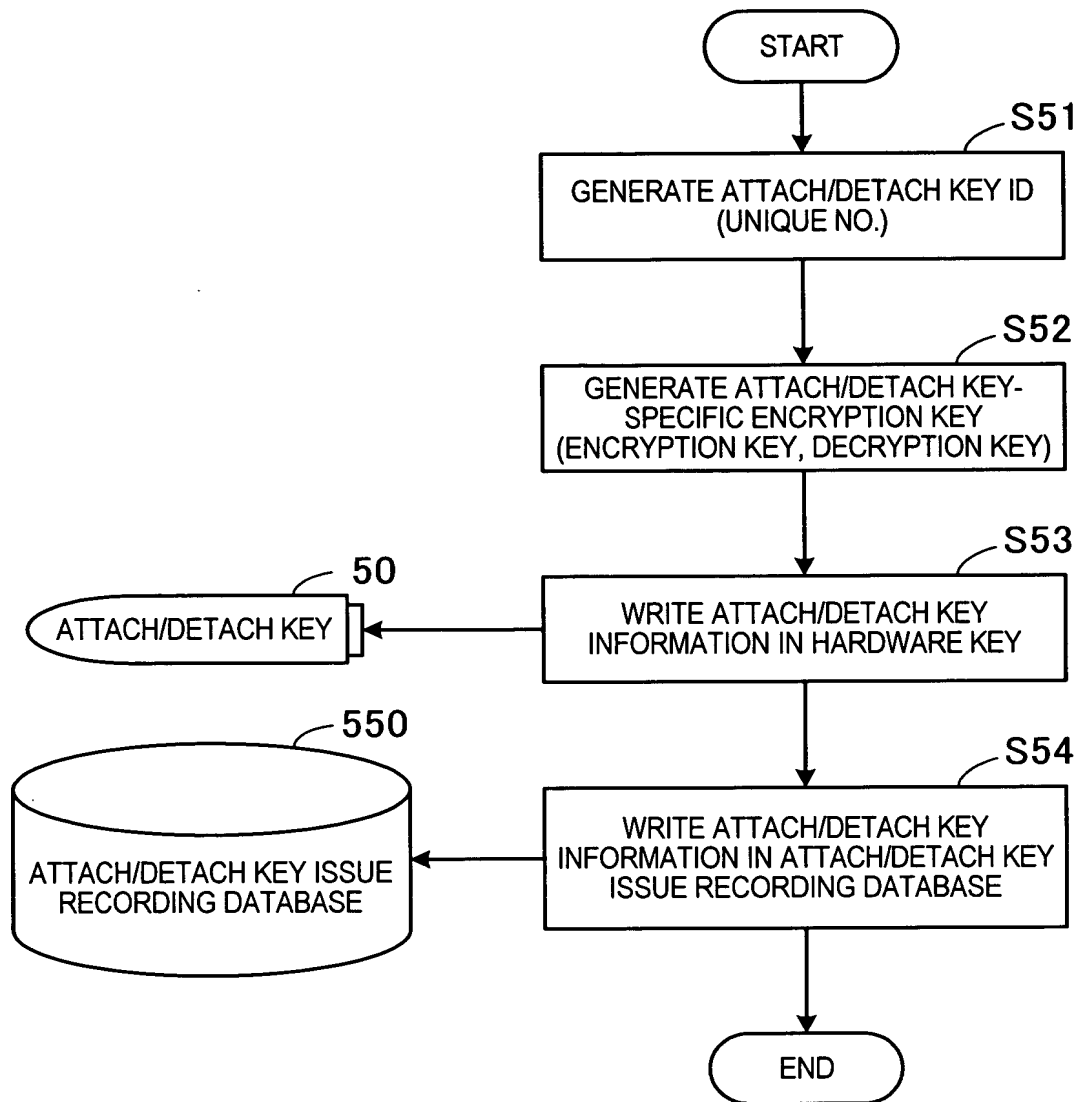 START
S51
GENERATE ATTACH/DETACH KEY ID
(UNIQUE NO.)
S52
GENERATE ATTACH/DETACH KEY-
SPECIFIC ENCRYPTION KEY
(ENCRYPTION KEY, DECRYPTION KEY)
S53
WRITE ATTACH/DETACH KEY
INFORMATION IN HARDWARE KEY
50
ATTACH/DETACH KEY
S54
WRITE ATTACH/DETACH KEY
INFORMATION IN ATTACH/DETACH KEY
ISSUE RECORDING DATABASE
550
ATTACH/DETACH KEY ISSUE
RECORDING DATABASE
END